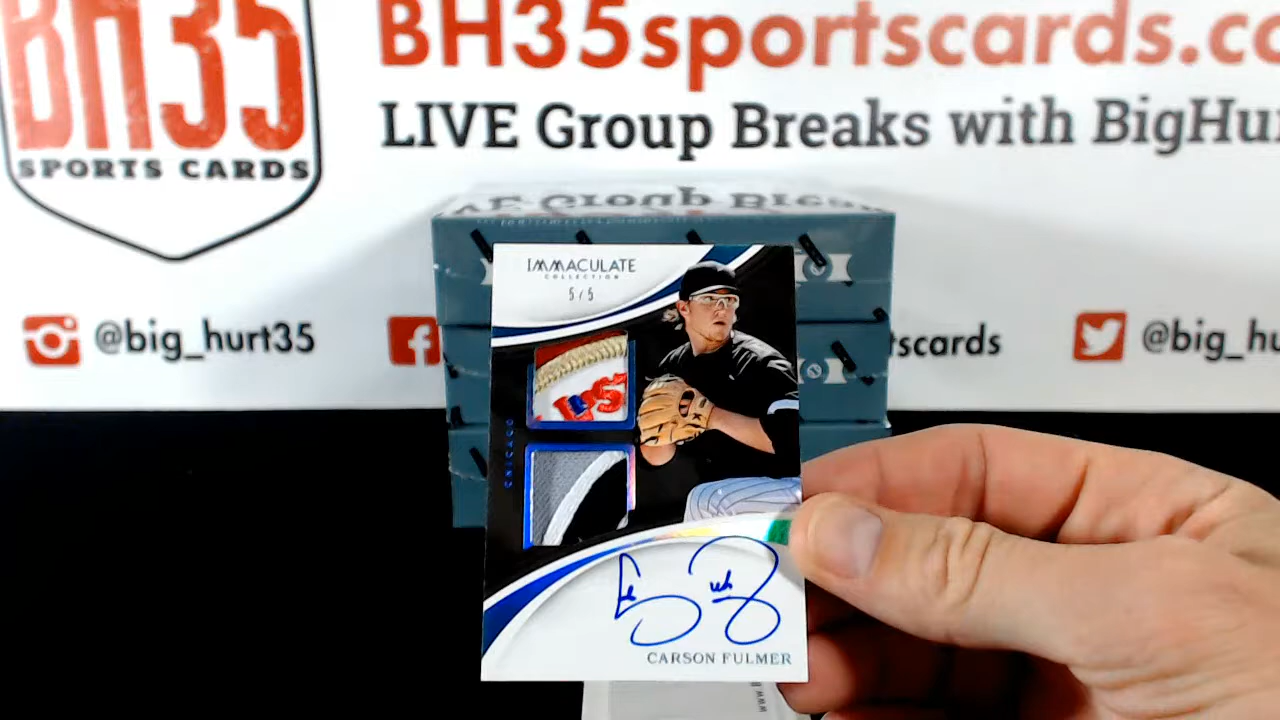 BH35
SPORTS CARDS
BH35sportscards.co
LIVE Group Breaks with BigHu
@big_hurt35
tscards
@big_hu
IMMACULATE
COLLECTION
5/5
CHICAGO
CARSON FULMER